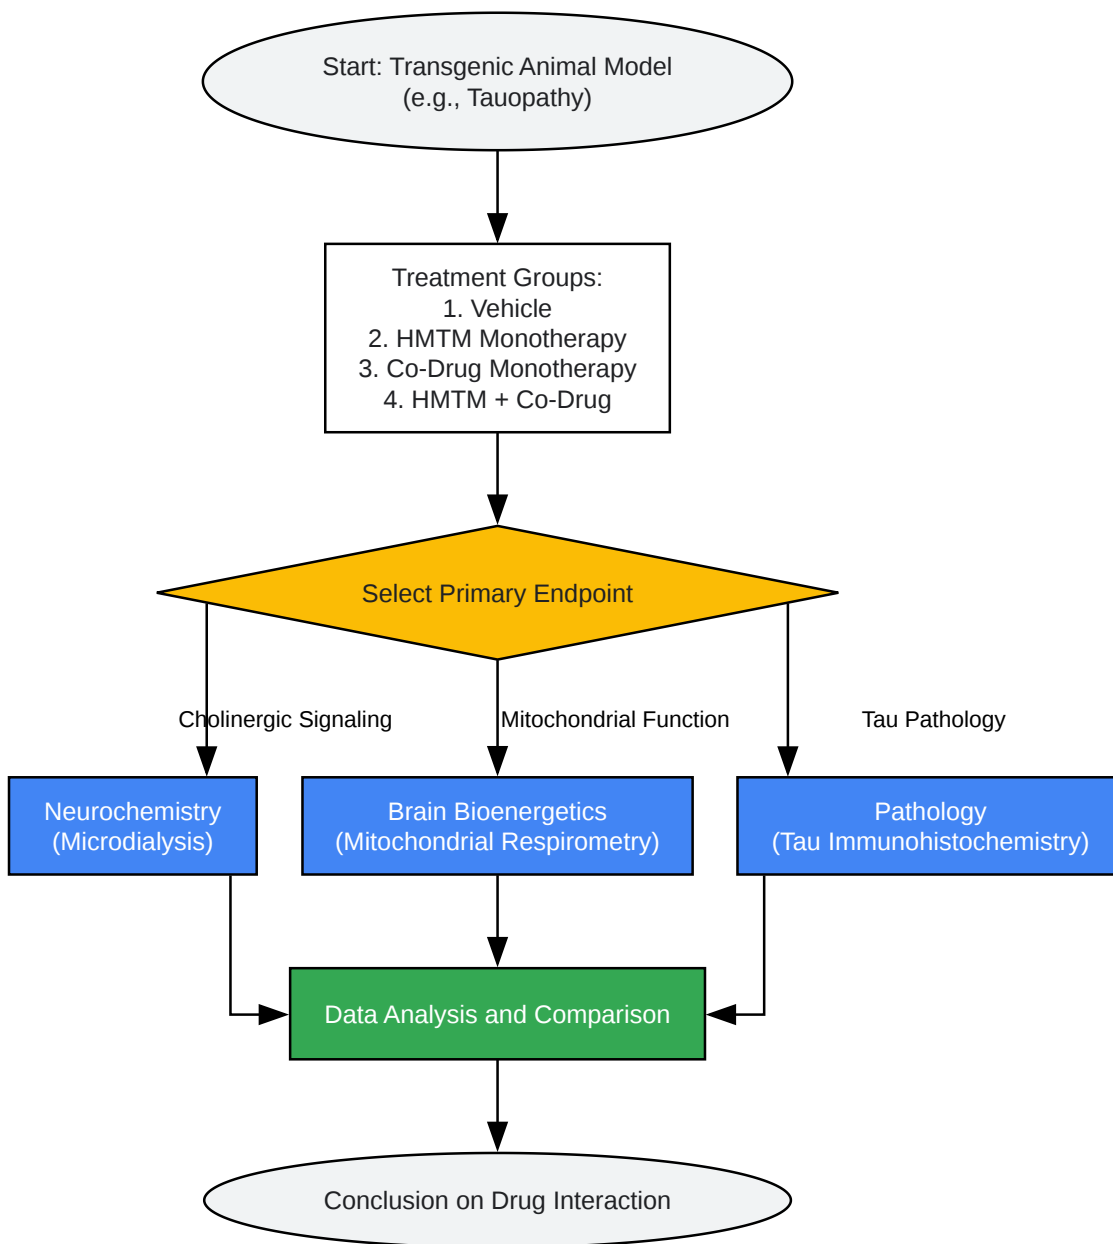 Start: Transgenic Animal Model
(e.g., Tauopathy)
Treatment Groups:
1. Vehicle
2. HMTM Monotherapy
3. Co-Drug Monotherapy
4. HMTM + Co-Drug
Select Primary Endpoint
Cholinergic Signaling
Mitochondrial Function
Tau Pathology
Neurochemistry
(Microdialysis)
Brain Bioenergetics
(Mitochondrial Respirometry)
Pathology
(Tau Immunohistochemistry)
Data Analysis and Comparison
Conclusion on Drug Interaction